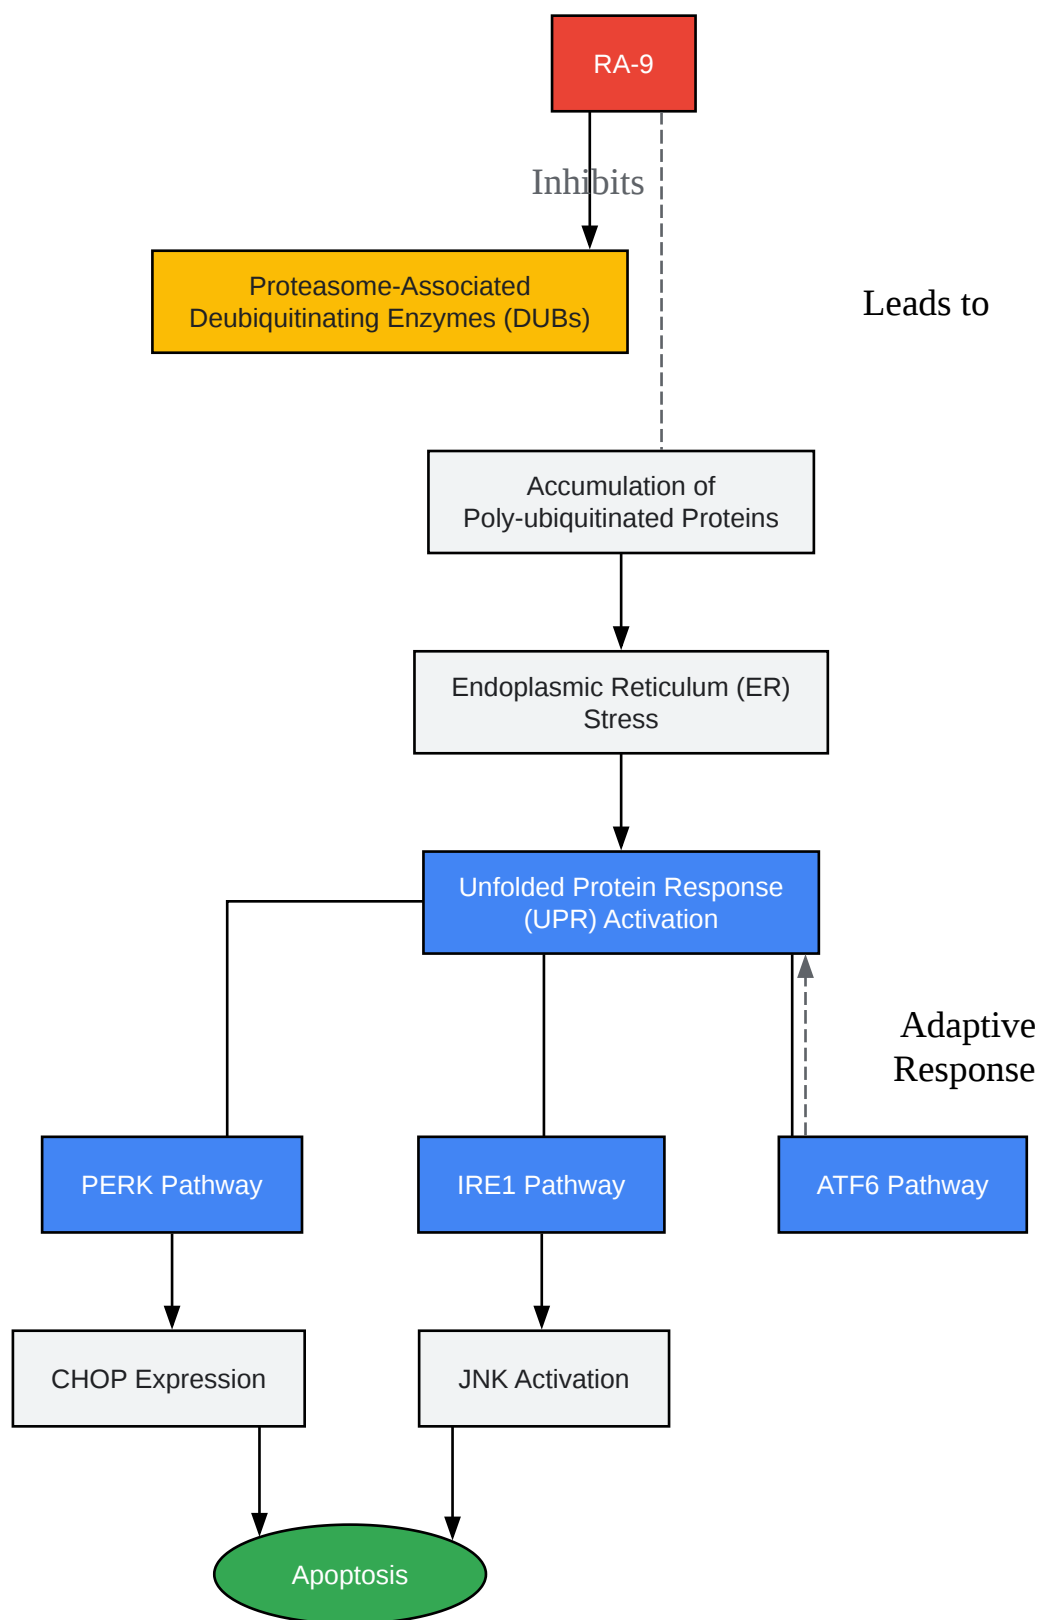 RA-9
Inhibits
Proteasome-Associated
Deubiquitinating Enzymes (DUBs)
Leads to
Accumulation of
Poly-ubiquitinated Proteins
Endoplasmic Reticulum (ER)
Stress
Unfolded Protein Response
(UPR) Activation
Adaptive
Response
PERK Pathway
IRE1 Pathway
ATF6 Pathway
CHOP Expression
JNK Activation
Apoptosis